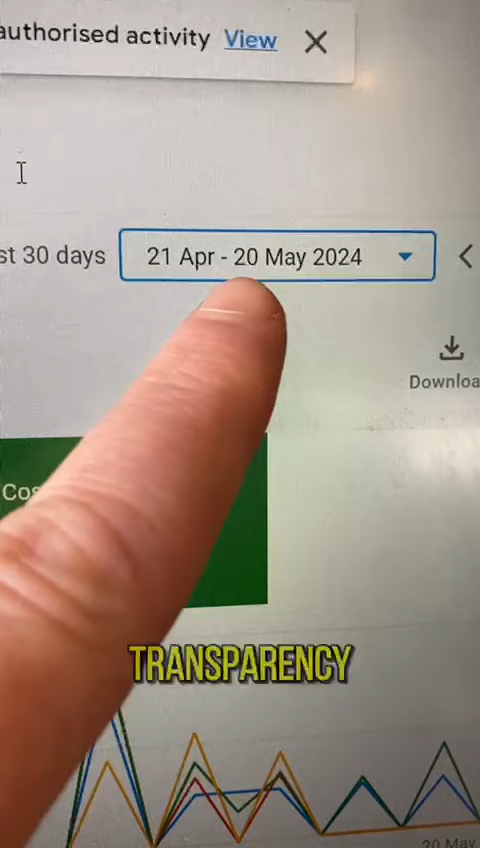 authorised activity View
st 30 days 21 Apr - 20 May 2024
Downloa
Cos
TRANSPARENCY
20 May